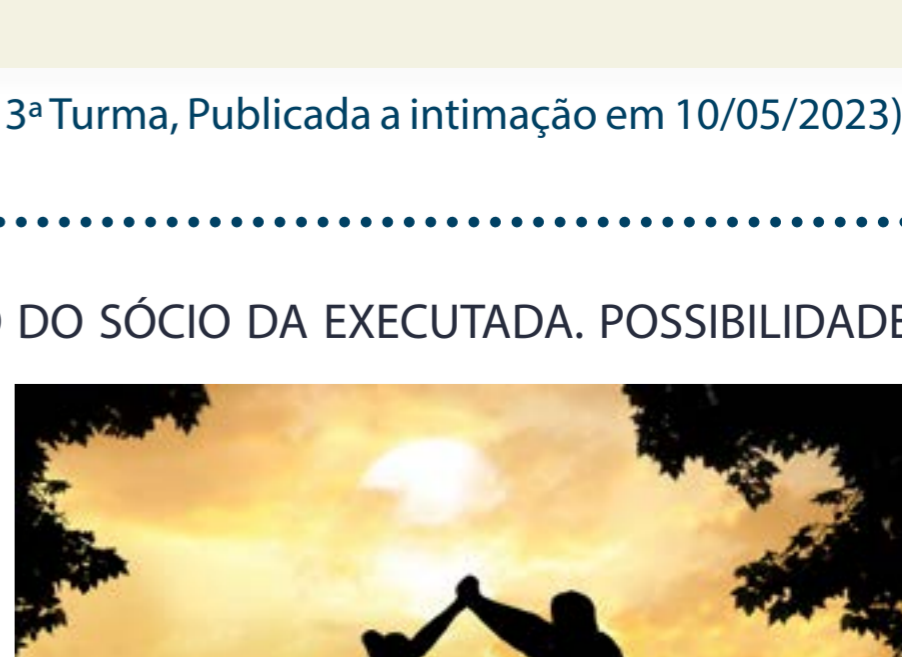 3ª Turma, Publicada a intimação em 10/05/2023)
DO SÓCIO DA EXECUTADA. POSSIBILIDADE